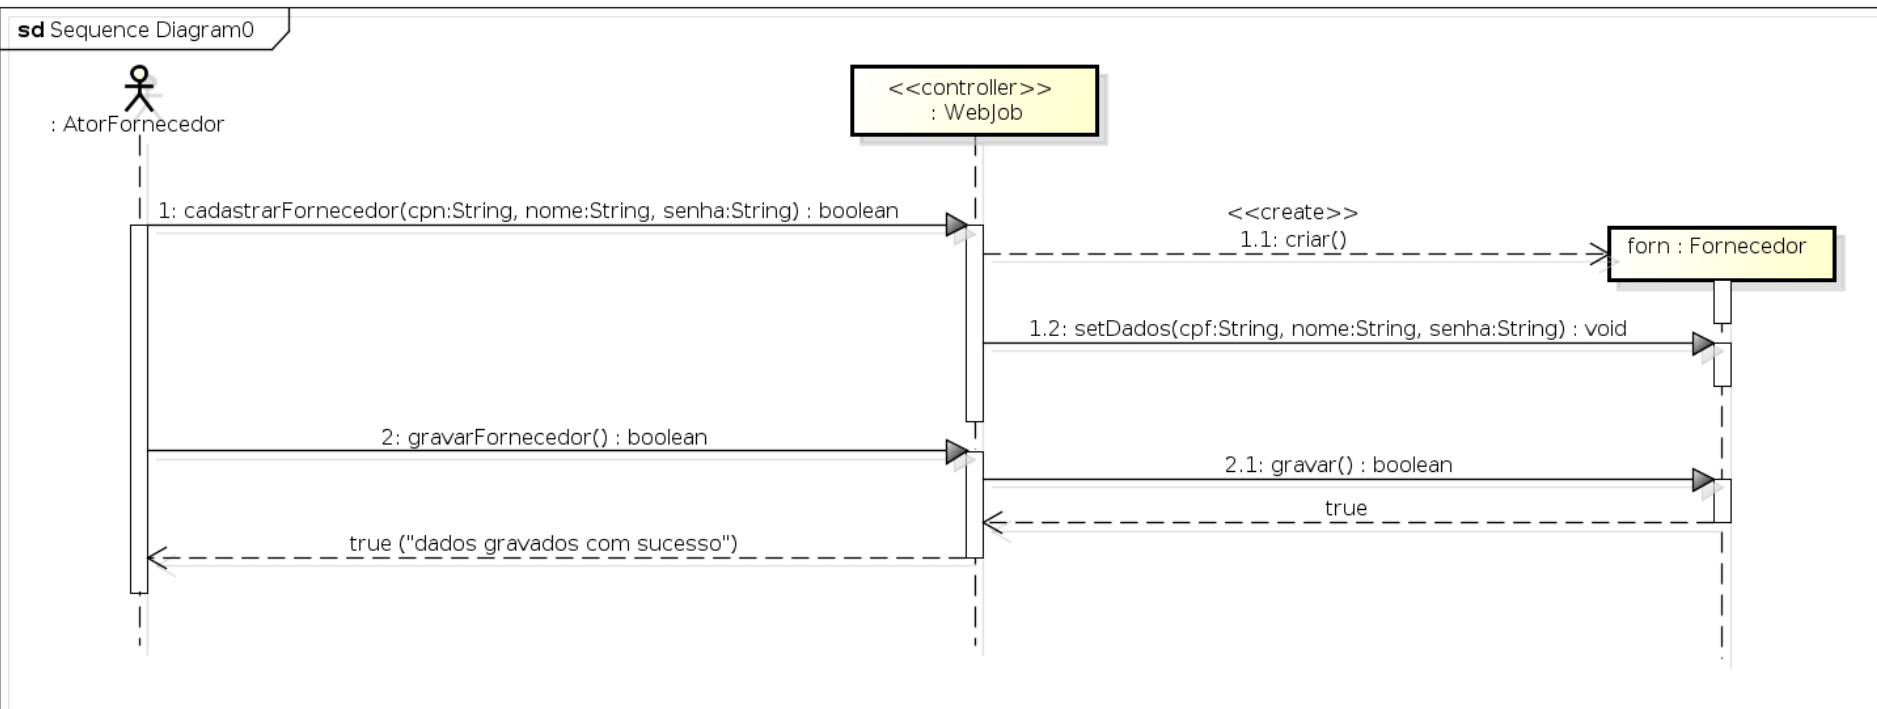 sd Sequence Diagram0
: AtorFornecedor
<<controller>>
: WebJob
1: cadastrarFornecedor(cpn:String, nome:String, senha:String) : boolean
<<create>>
1.1: criar()
forn : Fornecedor
1.2: setDados(cpf:String, nome:String, senha:String) : void
2: gravarFornecedor() : boolean
2.1: gravar() : boolean
true
true ("dados gravados com sucesso")